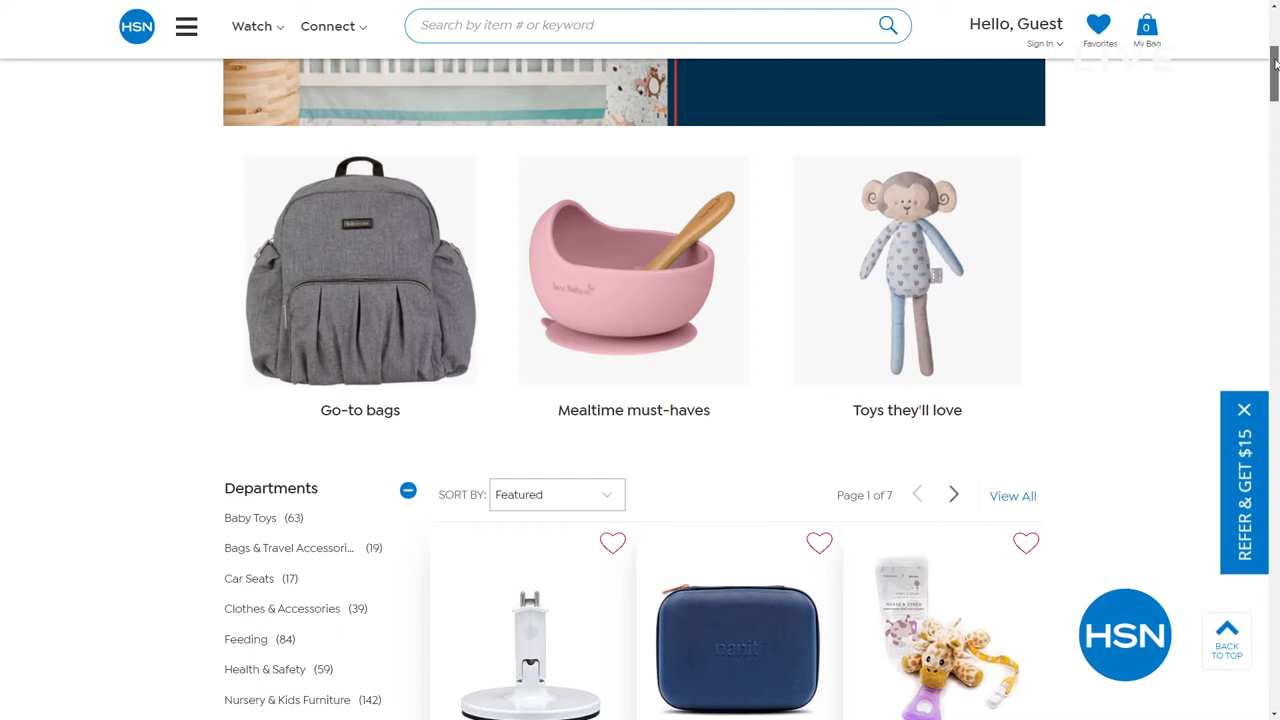 HSN
Watch
Connect
Search by item # or keyword
Hello, Guest
Sign In
Favorites
0
My Bag
LIVE
Go-to bags
Mealtime must-haves
Toys they'll love
REFER & GET $15
Departments
Baby Toys (63)
Bags & Travel Accessori... (19)
Car Seats (17)
Clothes & Accessories (39)
Feeding (84)
Health & Safety (59)
Nursery & Kids Furniture (142)
SORT BY: Featured
Page 1 of 7
View All
nanit
HSN
BACK
TO TOP